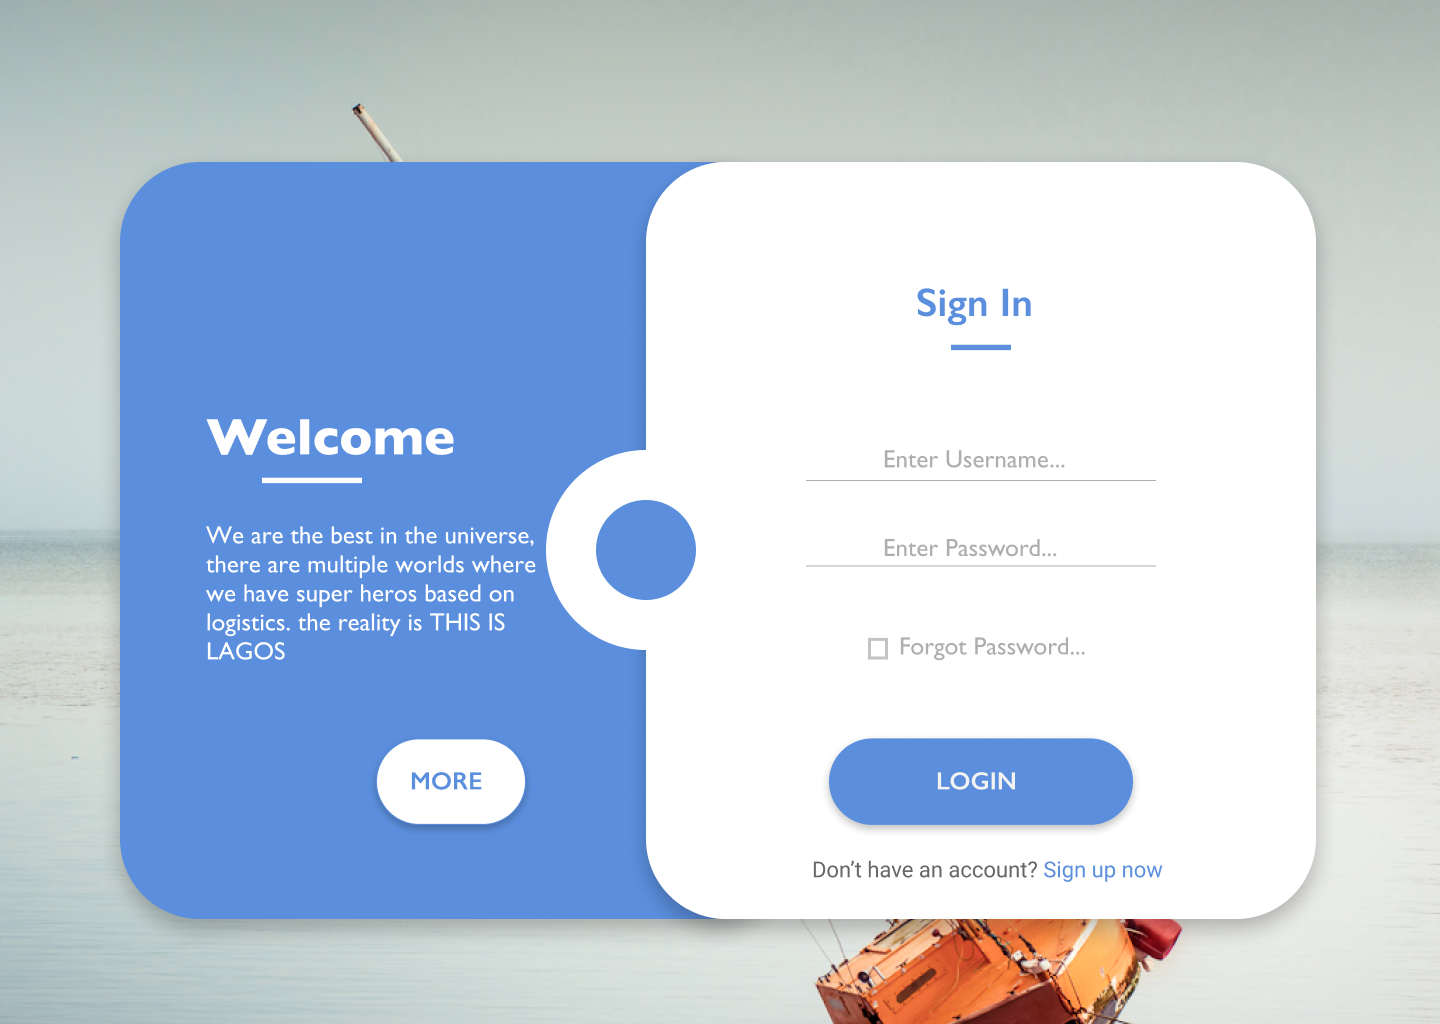 Welcome
We are the best in the universe,
there are multiple worlds where
we have super heros based on
logistics. the reality is THIS IS
LAGOS
MORE
Sign In
Enter Username...
Enter Password...
Forgot Password...
LOGIN
Don’t have an account? Sign up now